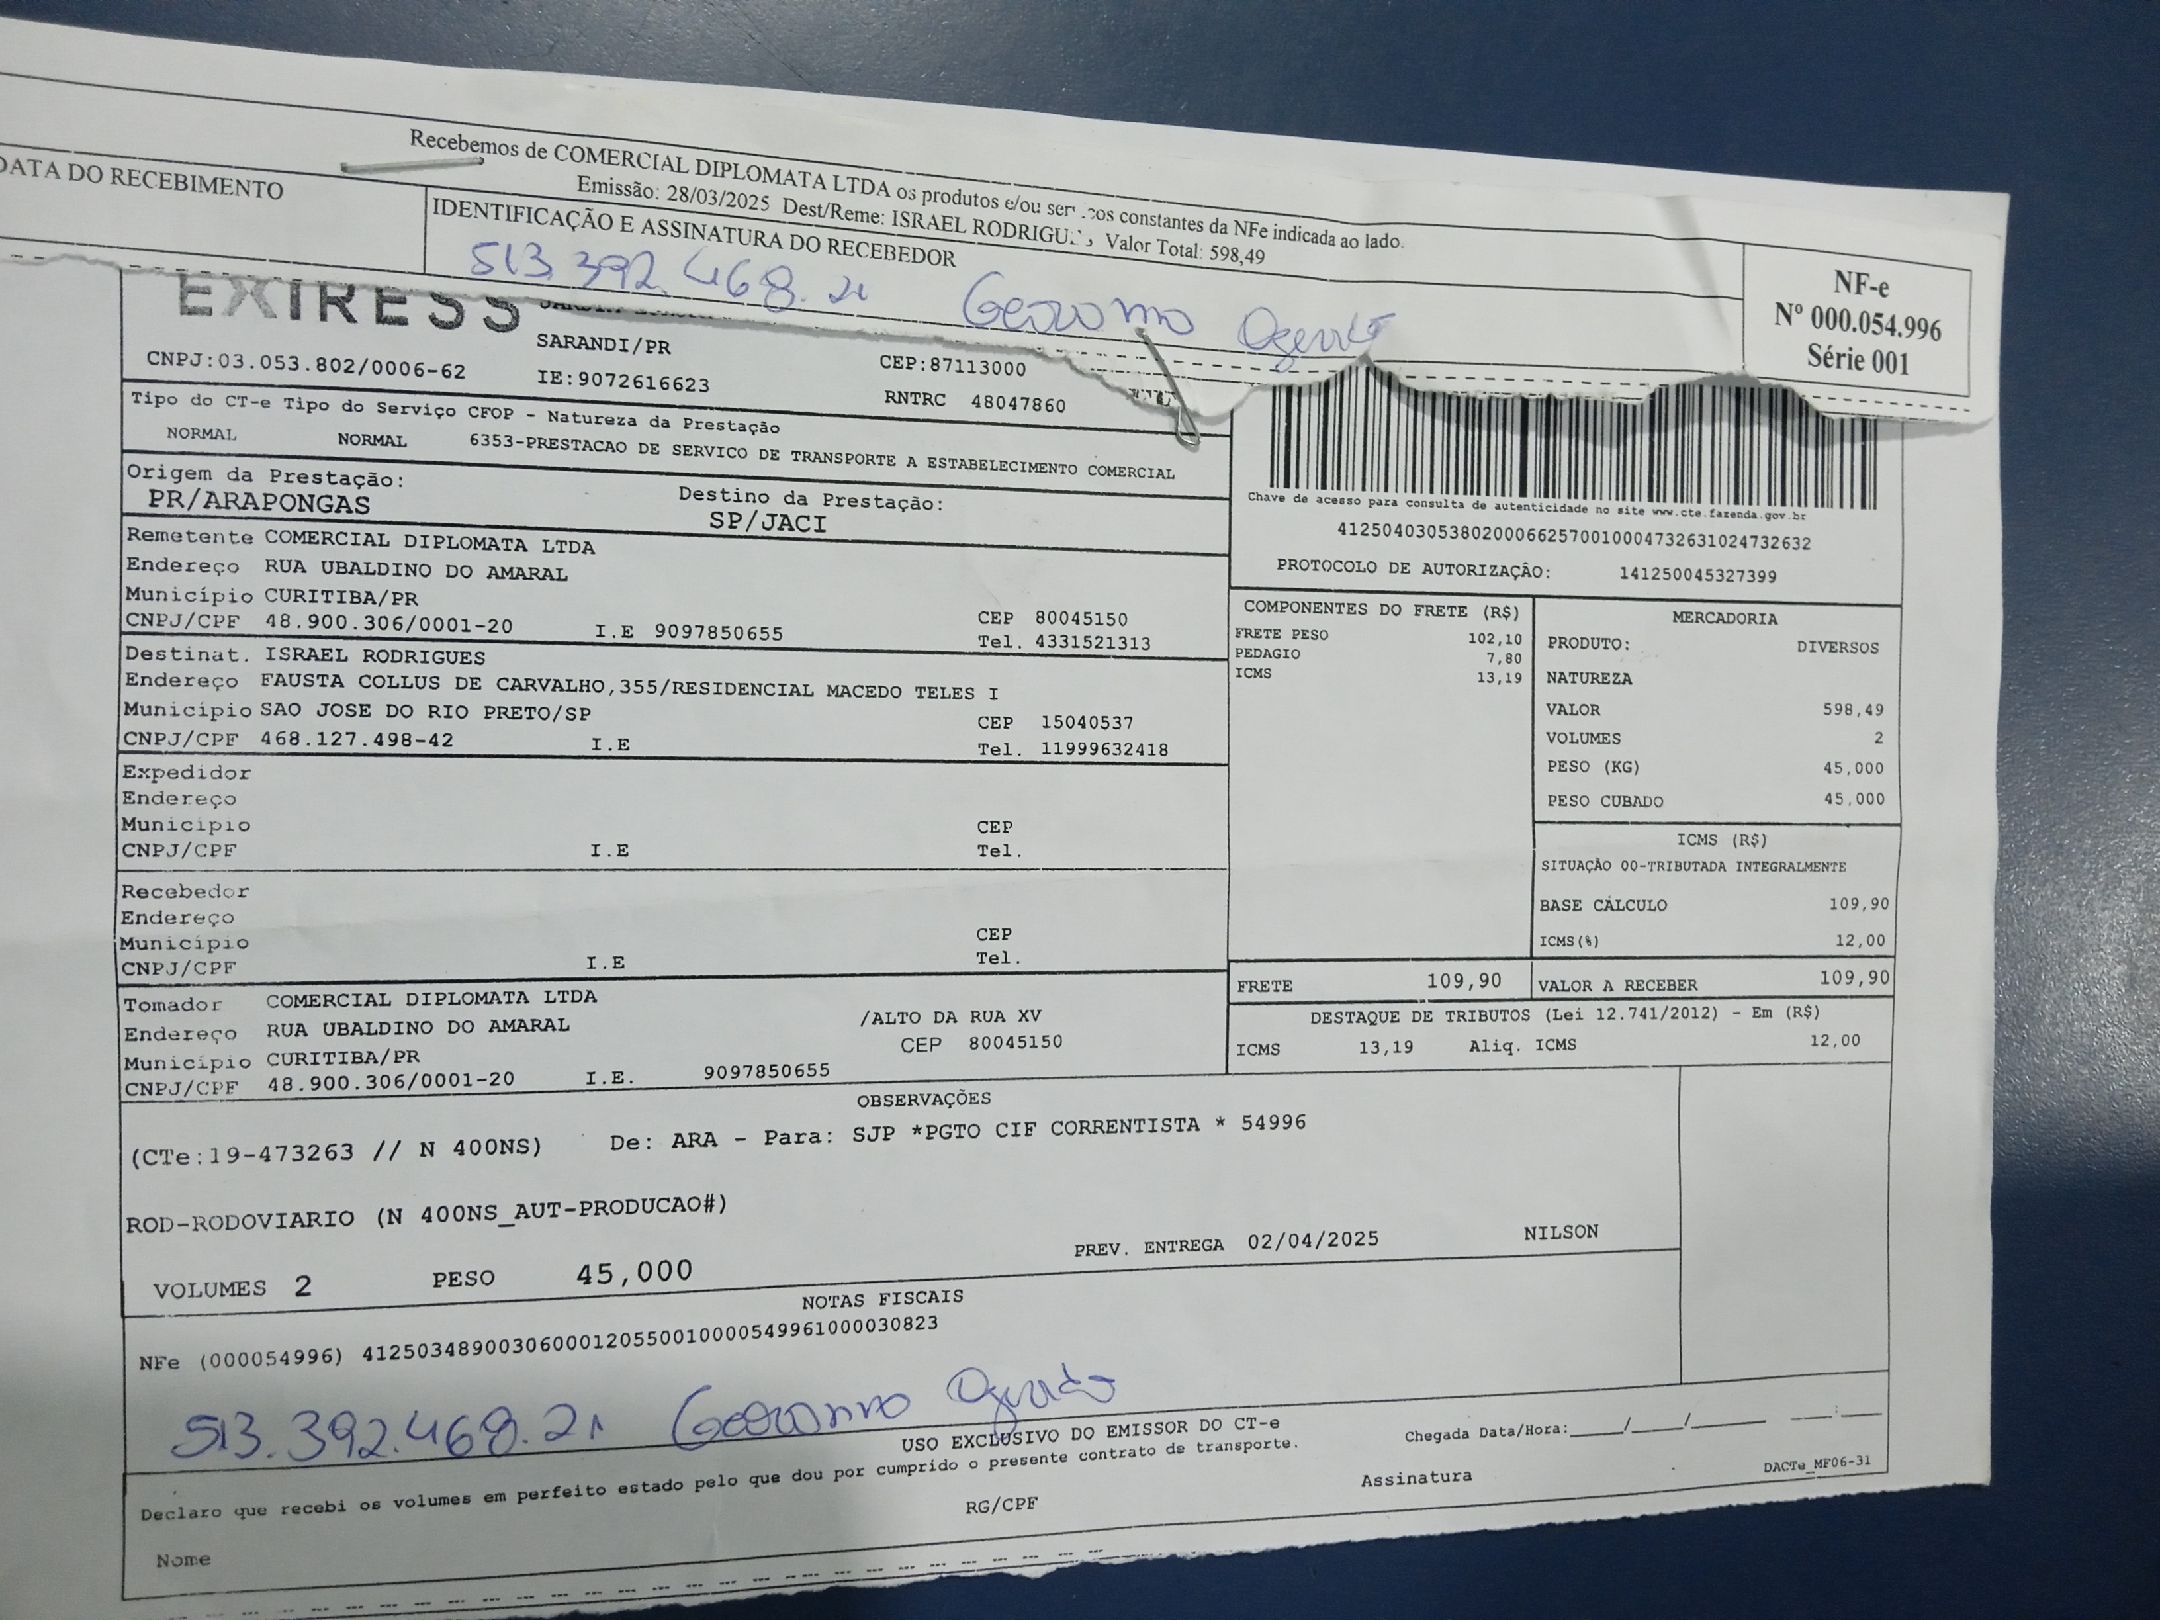 Recebemos de COMERCIAL DIPLOMATA LTDA os produtos e/ou serviços constantes da NFe indicada ao lado.
Emissão: 28/03/2025 Dest/Reme: ISRAEL RODRIGUES Valor Total: 598,49
DATA DO RECEBIMENTO
IDENTIFICAÇÃO E ASSINATURA DO RECEBEDOR
513.392.468.21
NF-e
Nº 000.054.996
Série 001
EXPRESS
SARANDI/PR
CEP:87113000
CNPJ:03.053.802/0006-62
IE:9072616623
RNTRC 48047860
Tipo do CT-e Tipo do Serviço CFOP - Natureza da Prestação
NORMAL NORMAL 6353-PRESTACAO DE SERVICO DE TRANSPORTE A ESTABELECIMENTO COMERCIAL
Origem da Prestação: Destino da Prestação:
PR/ARAPONGAS SP/JACI
Chave de acesso para consulta de autenticidade no site www.cte.fazenda.gov.br
41250403053802000662570010004732631024732632
PROTOCOLO DE AUTORIZAÇÃO: 141250045327399
Remetente COMERCIAL DIPLOMATA LTDA
Endereço RUA UBALDINO DO AMARAL
Município CURITIBA/PR CEP 80045150
CNPJ/CPF 48.900.306/0001-20 I.E 9097850655 Tel. 4331521313
Destinat. ISRAEL RODRIGUES
Endereço FAUSTA COLLUS DE CARVALHO,355/RESIDENCIAL MACEDO TELES I
Município SAO JOSE DO RIO PRETO/SP CEP 15040537
CNPJ/CPF 468.127.498-42 I.E Tel. 11999632418
Expedidor
Endereço
Município CEP
CNPJ/CPF I.E Tel.
Recebedor
Endereço
Município CEP
CNPJ/CPF I.E Tel.
Tomador COMERCIAL DIPLOMATA LTDA
Endereço RUA UBALDINO DO AMARAL /ALTO DA RUA XV
Município CURITIBA/PR CEP 80045150
CNPJ/CPF 48.900.306/0001-20 I.E. 9097850655
COMPONENTES DO FRETE (R$)
FRETE PESO 102,10
PEDAGIO 7,80
ICMS 13,19
MERCADORIA
PRODUTO: DIVERSOS
NATUREZA
VALOR 598,49
VOLUMES 2
PESO (KG) 45,000
PESO CUBADO 45,000
ICMS (R$)
SITUAÇÃO 00-TRIBUTADA INTEGRALMENTE
BASE CÁLCULO 109,90
ICMS(%) 12,00
FRETE 109,90 VALOR A RECEBER 109,90
DESTAQUE DE TRIBUTOS (Lei 12.741/2012) - Em (R$)
ICMS 13,19 Aliq. ICMS 12,00
OBSERVAÇÕES
(CTe:19-473263 // N 400NS) De: ARA - Para: SJP *PGTO CIF CORRENTISTA * 54996
ROD-RODOVIARIO (N 400NS_AUT-PRODUCAO#)
PREV. ENTREGA 02/04/2025 NILSON
VOLUMES 2 PESO 45,000
NOTAS FISCAIS
NFe (000054996) 41250348900306000120550010000549961000030823
513.392.468.21
USO EXCLUSIVO DO EMISSOR DO CT-e
Declaro que recebi os volumes em perfeito estado pelo que dou por cumprido o presente contrato de transporte.
Chegada Data/Hora:____/____/______ ___:___
Nome RG/CPF Assinatura
DACTe_MF06-31